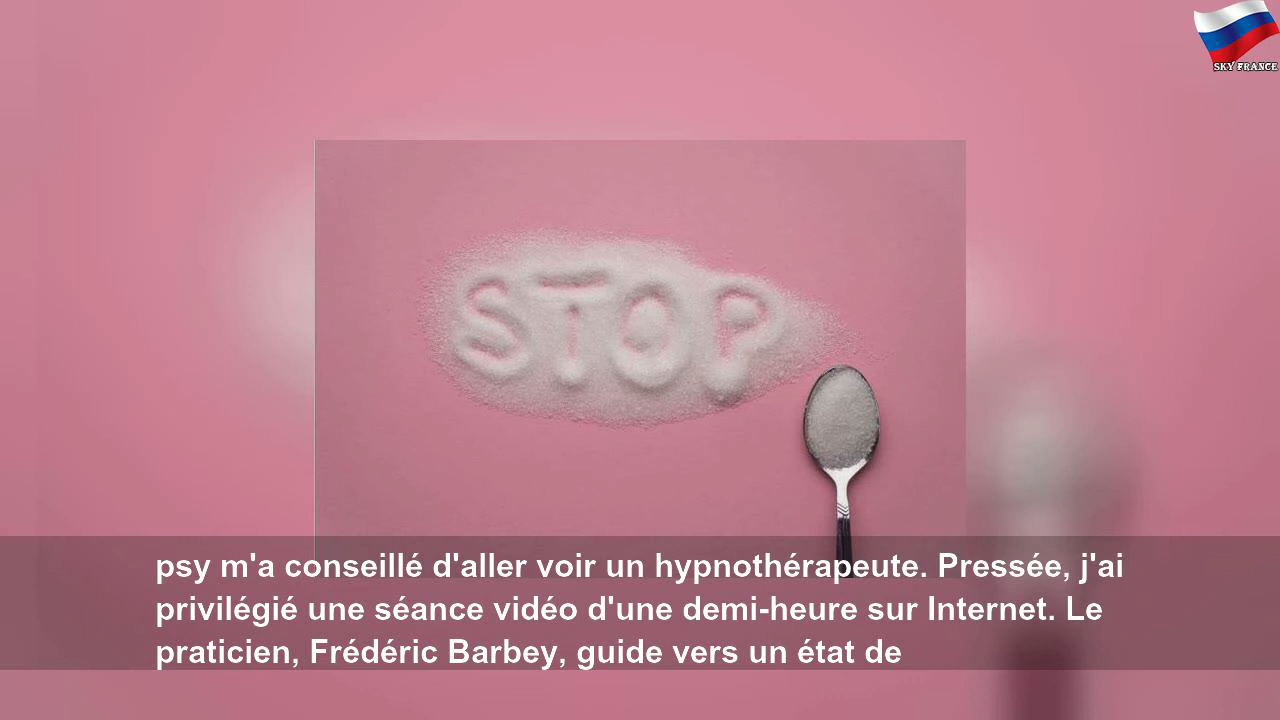 SKY FRANCE
STOP
psy m'a conseillé d'aller voir un hypnothérapeute. Pressée, j'ai
privilégié une séance vidéo d'une demi-heure sur Internet. Le
praticien, Frédéric Barbey, guide vers un état de